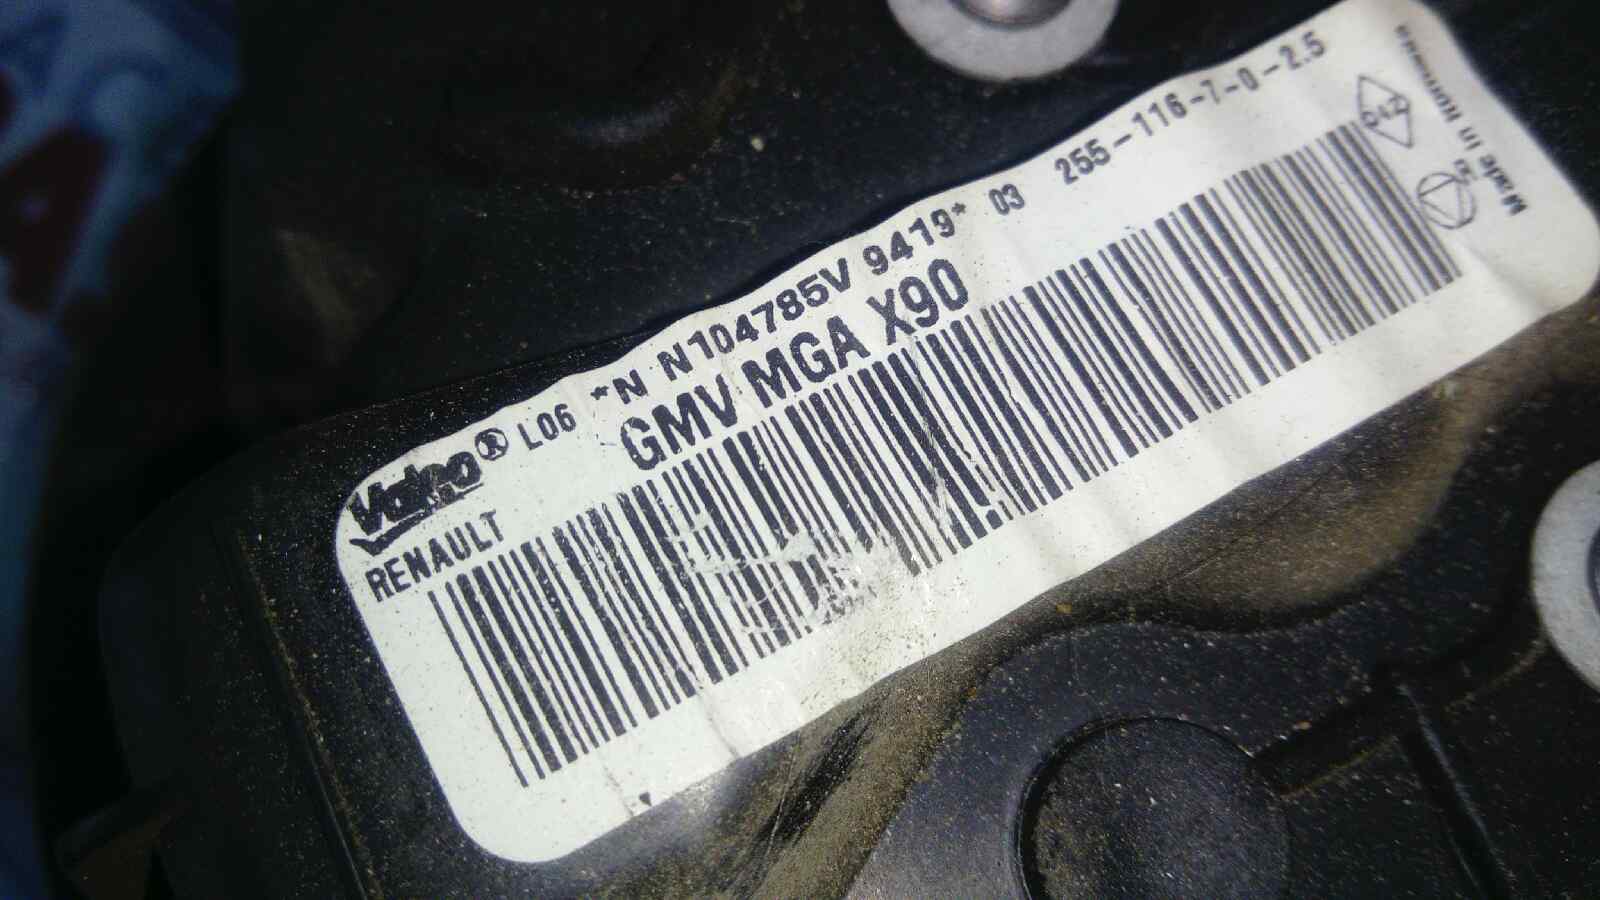 Valeo® L06 *N N104785V 9419* 03 255-116-7-0-2.5
GMV MGA X90
RENAULT
Made in Romania